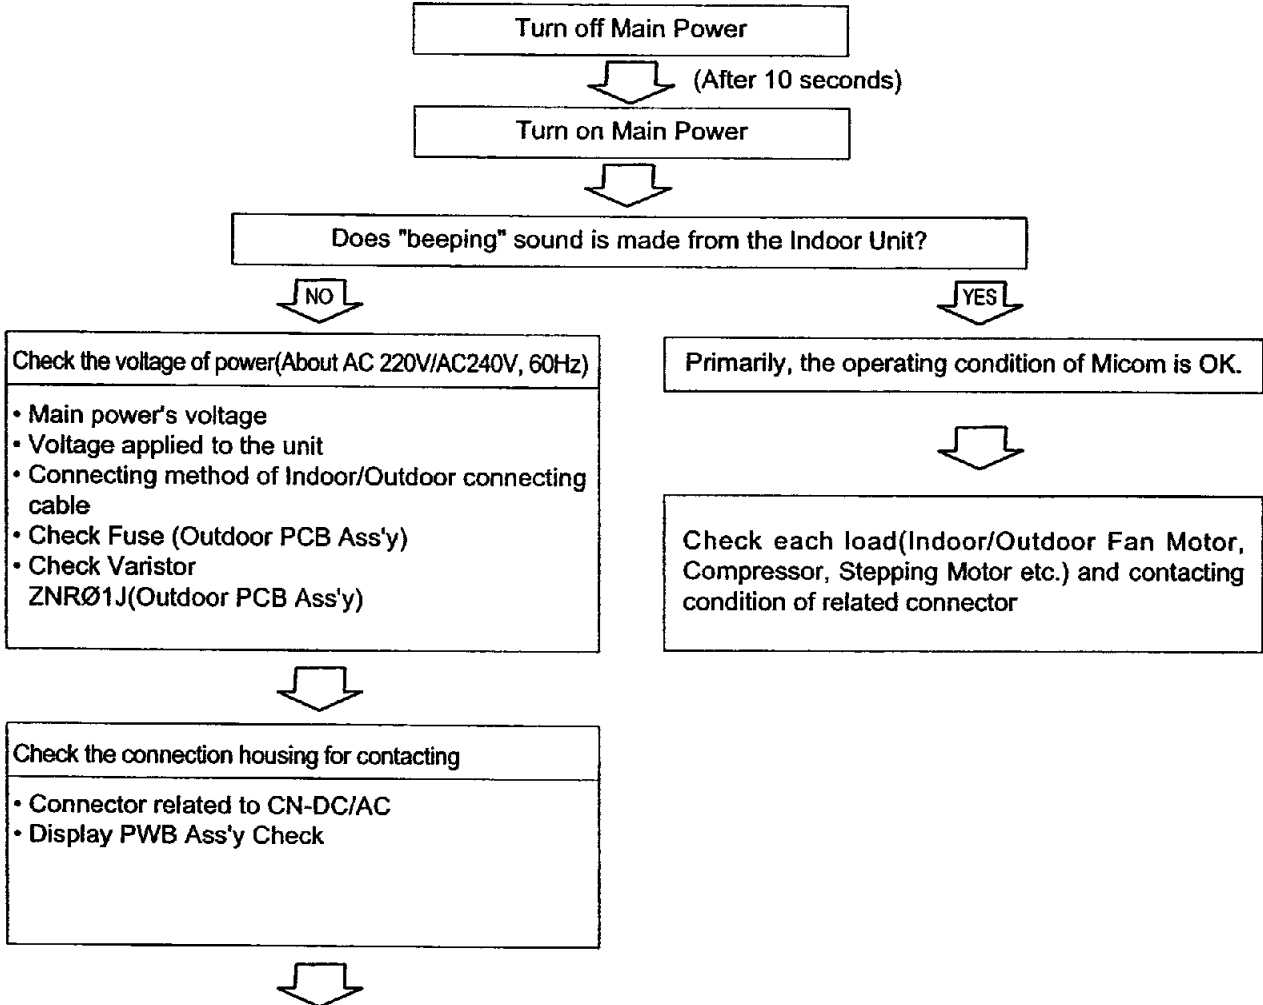 Turn off Main Power
(After 10 seconds)
Turn on Main Power
Does "beeping" sound is made from the Indoor Unit?
NO
YES
Check the voltage of power(About AC 220V/AC240V, 60Hz)
• Main power's voltage
• Voltage applied to the unit
• Connecting method of Indoor/Outdoor connecting
cable
• Check Fuse (Outdoor PCB Ass'y)
• Check Varistor
ZNRØ1J(Outdoor PCB Ass'y)
Primarily, the operating condition of Micom is OK.
Check each load(Indoor/Outdoor Fan Motor,
Compressor, Stepping Motor etc.) and contacting
condition of related connector
Check the connection housing for contacting
• Connector related to CN-DC/AC
• Display PWB Ass'y Check